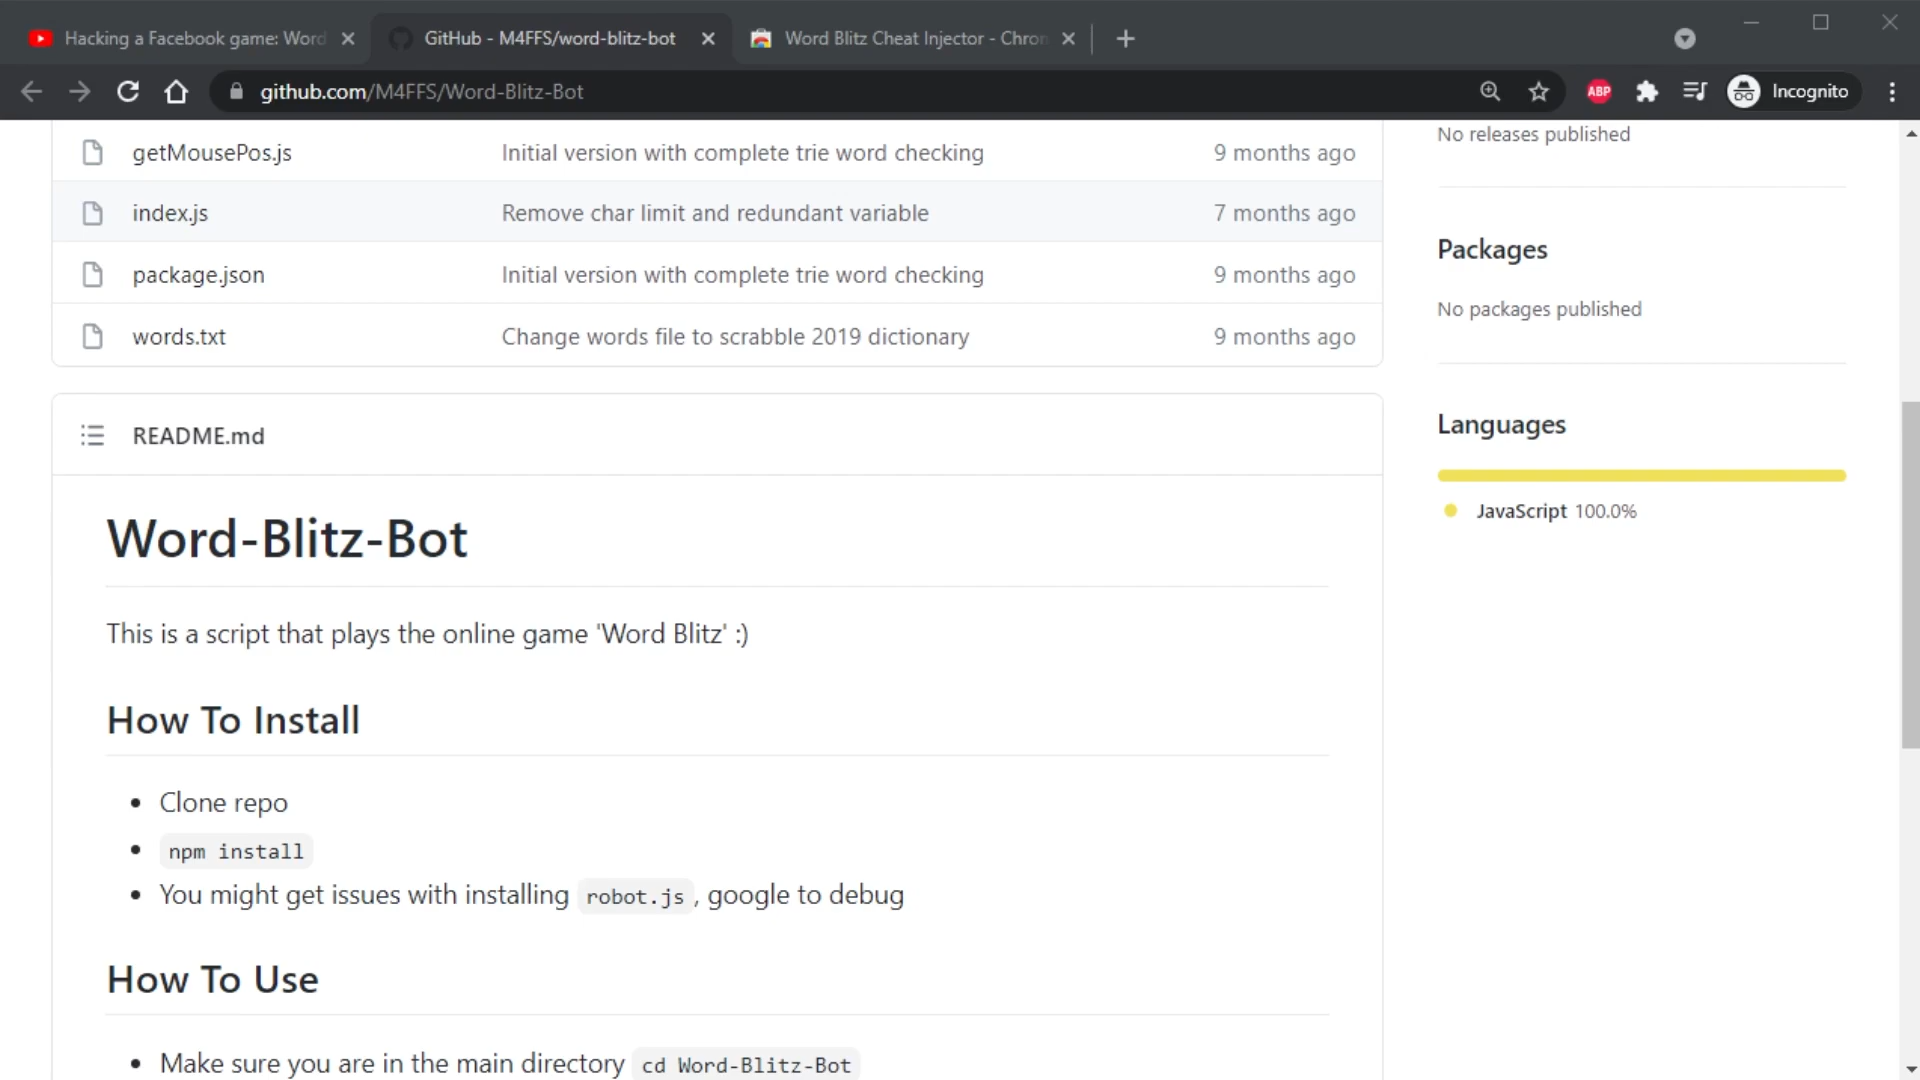 Hacking a Facebook game: Word
GitHub - M4FFS/word-blitz-bot
Word Blitz Cheat Injector - Chrom
github.com/M4FFS/Word-Blitz-Bot
ABP
Incognito
getMousePos.js Initial version with complete trie word checking 9 months ago
index.js Remove char limit and redundant variable 7 months ago
package.json Initial version with complete trie word checking 9 months ago
words.txt Change words file to scrabble 2019 dictionary 9 months ago
README.md
Word-Blitz-Bot
This is a script that plays the online game 'Word Blitz' :)
How To Install
• Clone repo
• npm install
• You might get issues with installing robot.js, google to debug
How To Use
• Make sure you are in the main directory cd Word-Blitz-Bot
No releases published
Packages
No packages published
Languages
JavaScript 100.0%